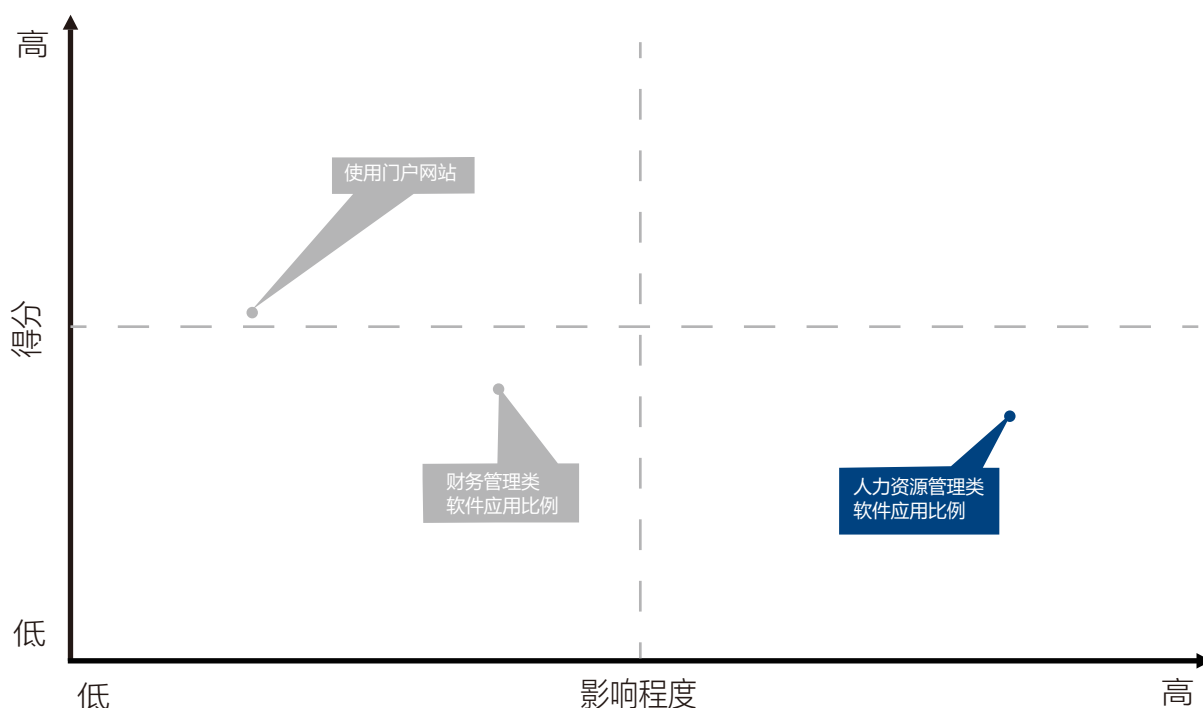 高
使用门户网站
得分
财务管理类
软件应用比例
人力资源管理类
软件应用比例
低
低
影响程度
高